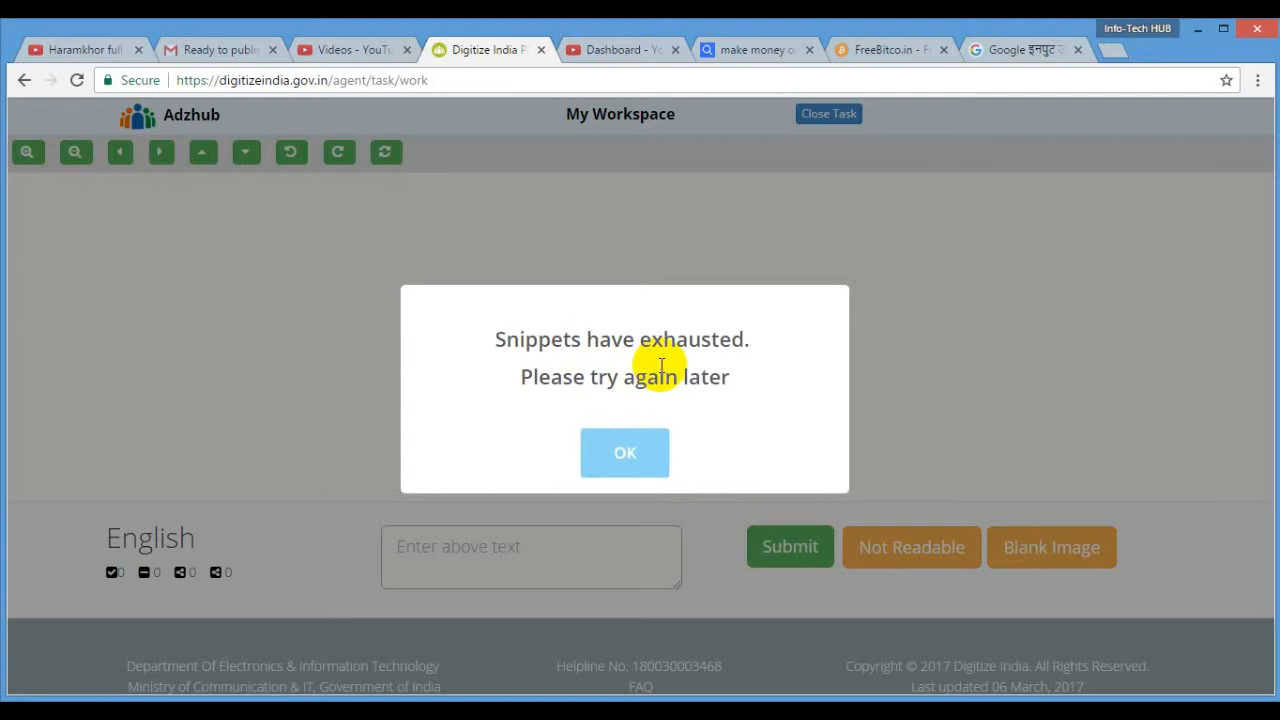 Info-Tech HUB
Haramkhor full
Ready to publi
Videos - YouTu
Digitize India P
Dashboard - Yo
make money o
FreeBitco.in - F
Google इनपुट
Secure
https://digitizeindia.gov.in/agent/task/work
Adzhub
My Workspace
Close Task
Snippets have exhausted.
Please try again later
OK
English
Enter above text
Submit
Not Readable
Blank Image
0 0 0 0
Department Of Electronics & Information Technology
Helpline No. 180030003468
Copyright © 2017 Digitize India. All Rights Reserved.
Ministry of Communication & IT, Government of India
FAQ
Last updated 06 March, 2017